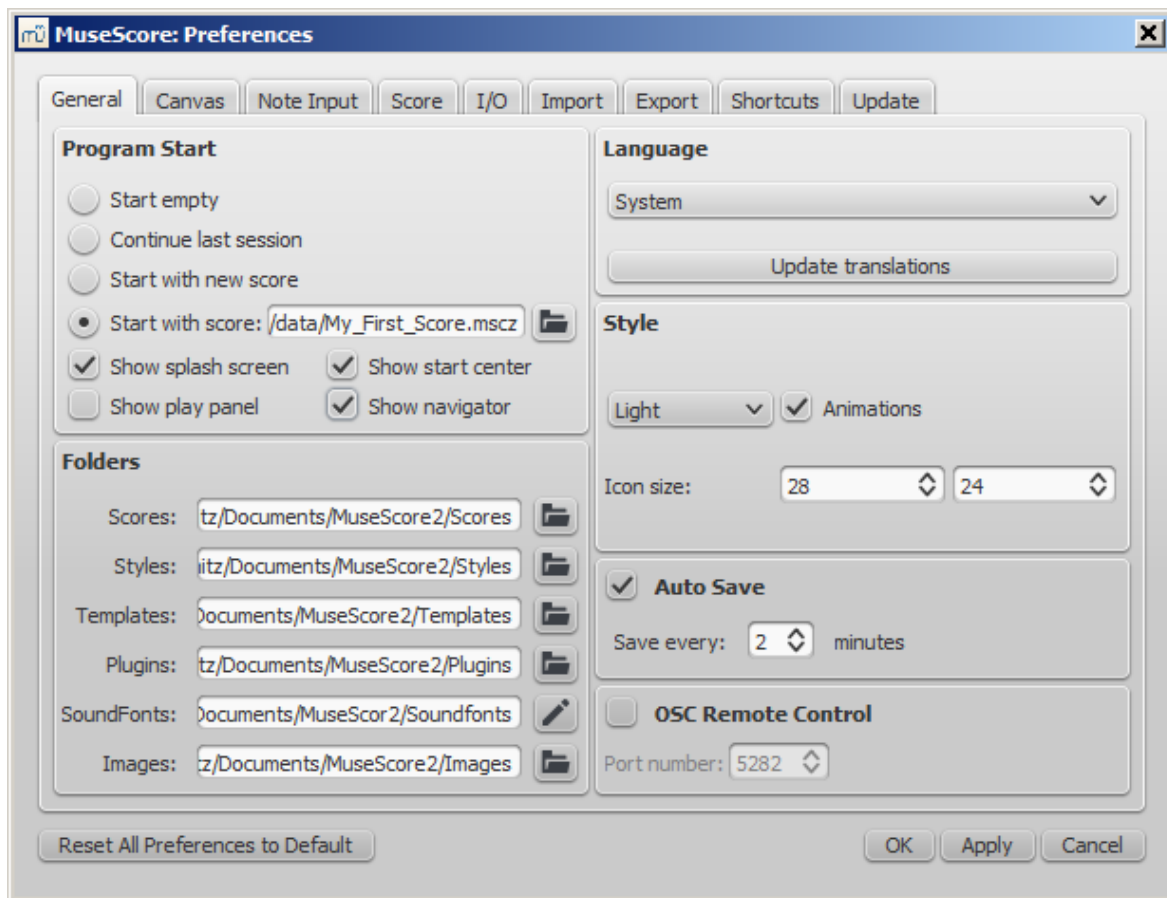 MuseScore: Preferences
General Canvas Note Input Score I/O Import Export Shortcuts Update
Program Start
Start empty
Continue last session
Start with new score
Start with score: /data/My_First_Score.mscz
Show splash screen Show start center
Show play panel Show navigator
Folders
Scores: tz/Documents/MuseScore2/Scores
Styles: itz/Documents/MuseScore2/Styles
Templates: Documents/MuseScore2/Templates
Plugins: tz/Documents/MuseScore2/Plugins
SoundFonts: Documents/MuseScor2/Soundfonts
Images: tz/Documents/MuseScore2/Images
Language
System
Update translations
Style
Light Animations
Icon size: 28 24
Auto Save
Save every: 2 minutes
OSC Remote Control
Port number: 5282
Reset All Preferences to Default OK Apply Cancel